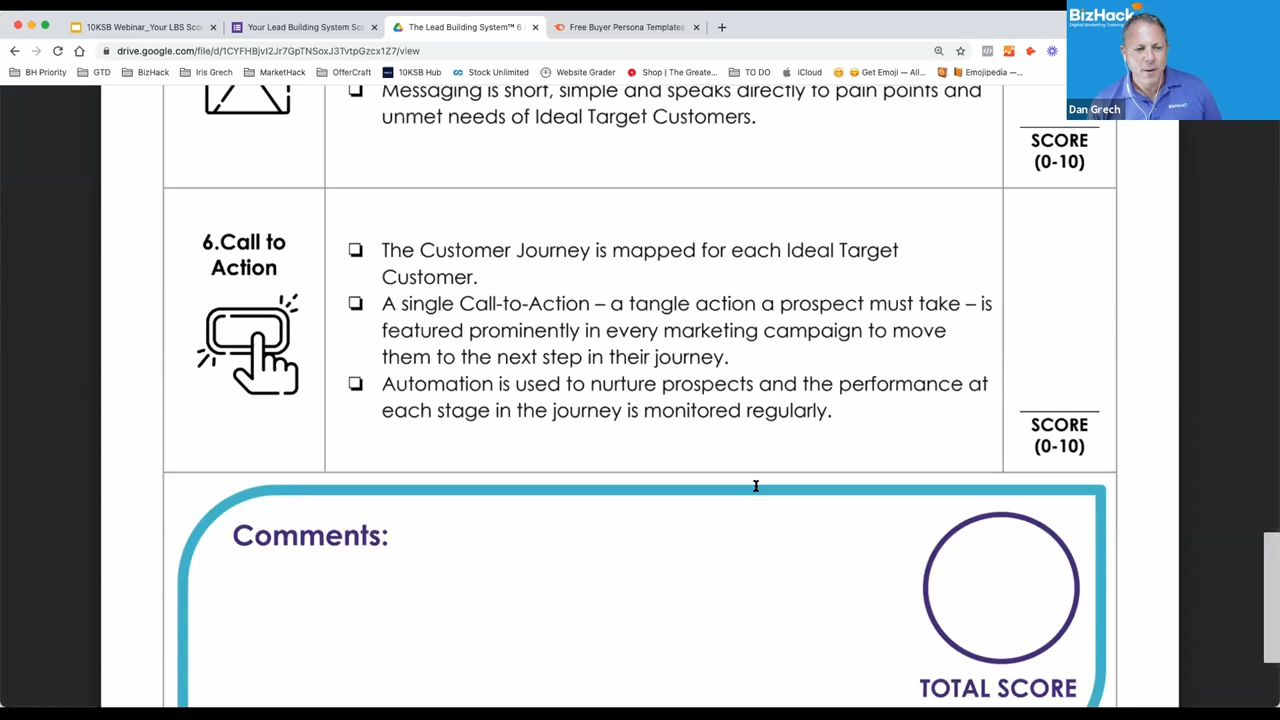 10KSB Webinar_Your LBS Scor
Your Lead Building System Sco
The Lead Building System™ 6
Free Buyer Persona Templates
drive.google.com/file/d/1CYFHBjvI2Jr7GpTNSoxJ3TvtpGzcx1Z7/view
BH Priority
GTD
BizHack
Iris Grech
MarketHack
OfferCraft
10KSB Hub
Stock Unlimited
Website Grader
Shop | The Greate...
TO DO
iCloud
Get Emoji — All...
Emojipedia —...
BizHack
Digital Marketing Training
Dan Grech
Messaging is short, simple and speaks directly to pain points and
unmet needs of Ideal Target Customers.
SCORE
(0-10)
6.Call to
Action
The Customer Journey is mapped for each Ideal Target
Customer.
A single Call-to-Action – a tangle action a prospect must take – is
featured prominently in every marketing campaign to move
them to the next step in their journey.
Automation is used to nurture prospects and the performance at
each stage in the journey is monitored regularly.
SCORE
(0-10)
Comments:
TOTAL SCORE